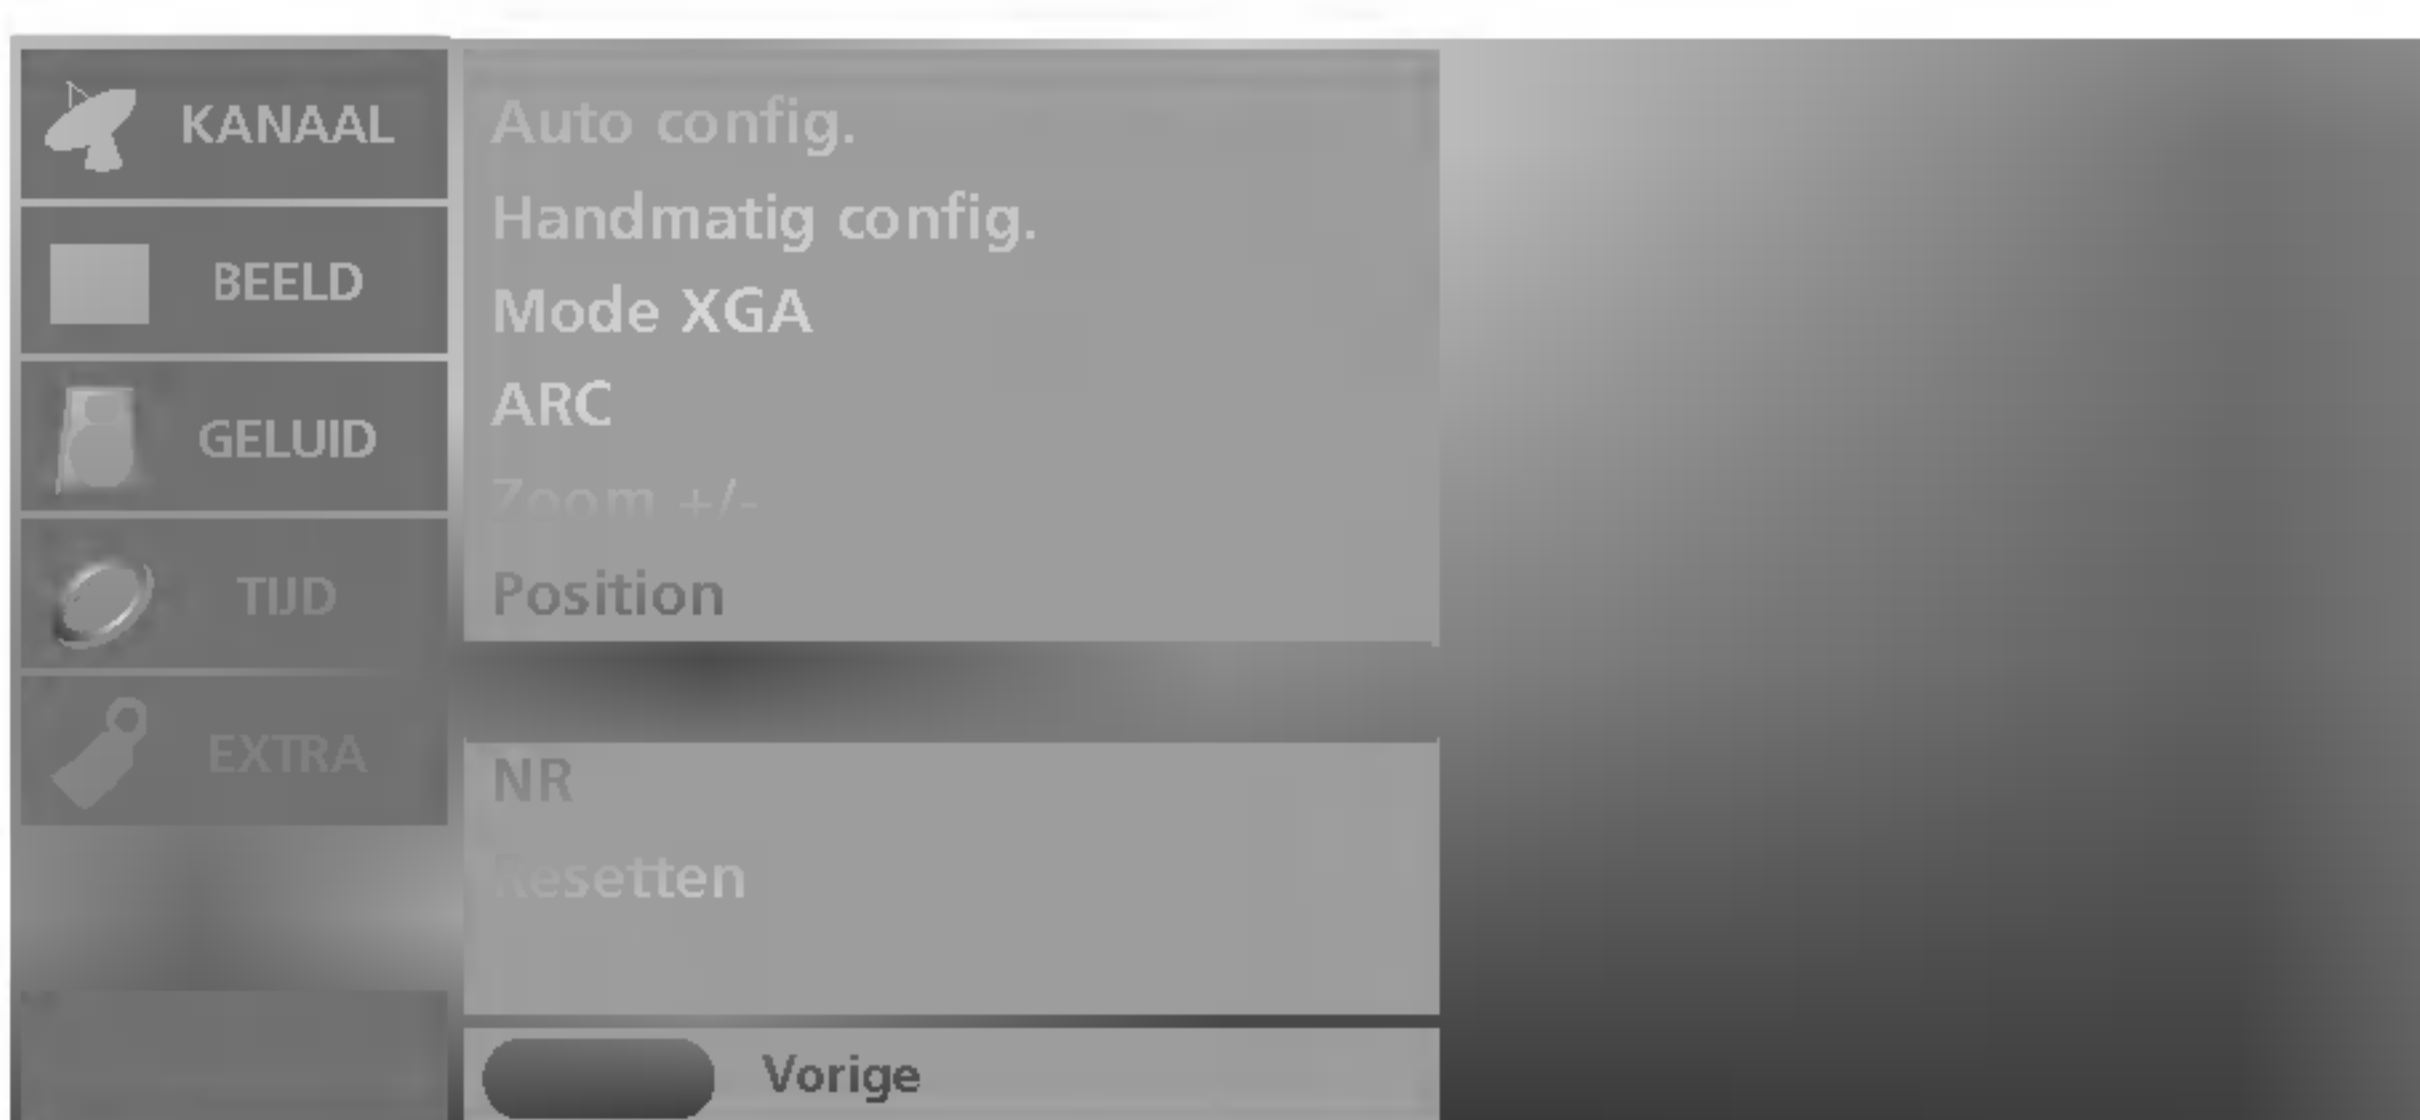 KANAAL
BEELD
GELUID
TIJD
EXTRA
Auto config.
Handmatig config.
Mode XGA
ARC
Zoom +/-
Position
NR
Resetten
Vorige